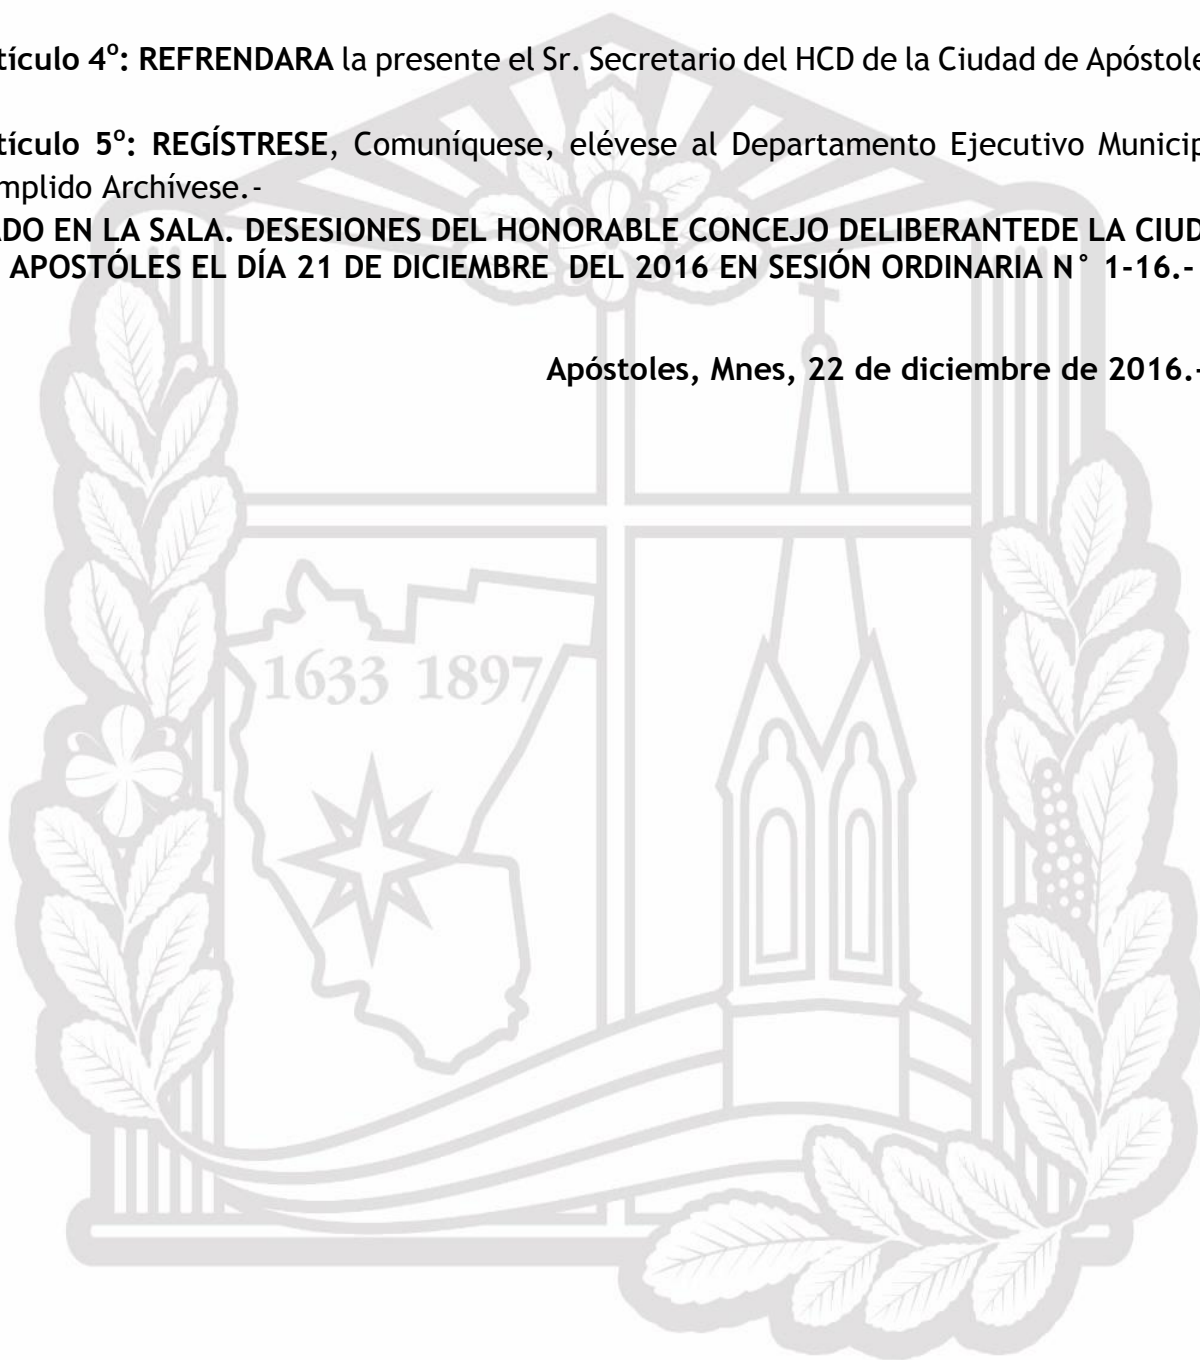 tículo 4º: REFRENDARA la presente el Sr. Secretario del HCD de la Ciudad de Apóstole
tículo 5º: REGÍSTRESE, Comuníquese, elévese al Departamento Ejecutivo Municip
mplido Archívese.-
ADO EN LA SALA. DESESIONES DEL HONORABLE CONCEJO DELIBERANTEDE LA CIUD
APOSTÓLES EL DÍA 21 DE DICIEMBRE DEL 2016 EN SESIÓN ORDINARIA N° 1-16.-
Apóstoles, Mnes, 22 de diciembre de 2016.-
1633 1897